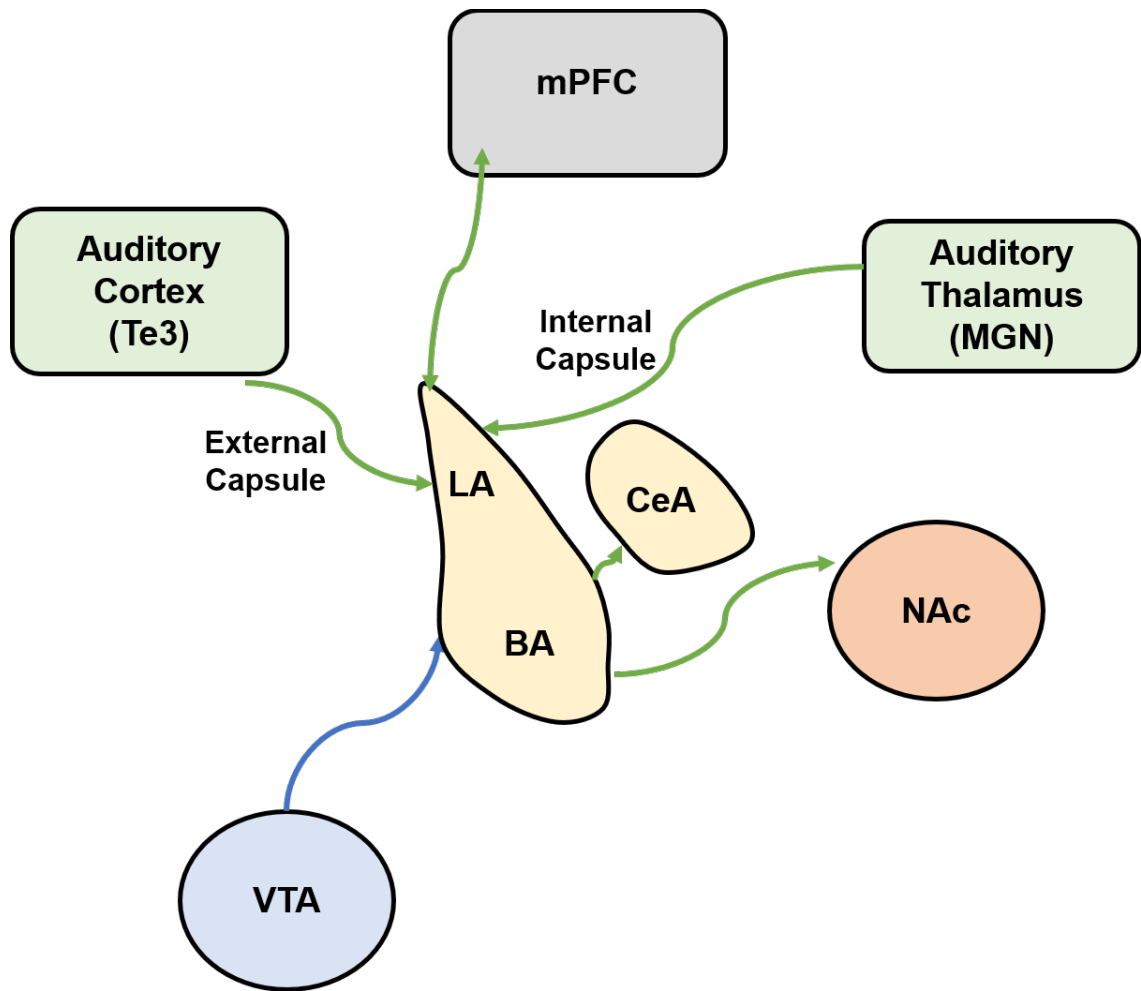 mPFC
Auditory
Cortex
(Te3)
Auditory
Thalamus
(MGN)
Internal
Capsule
External
Capsule
LA
CeA
BA
NAc
VTA